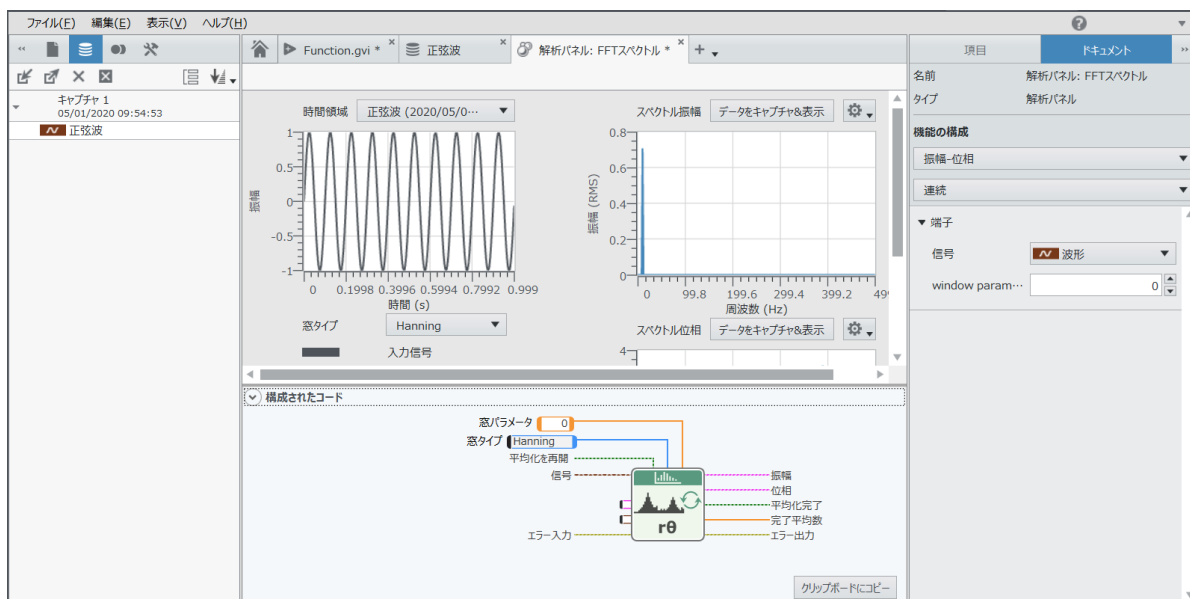 ファイル(F) 編集(E) 表示(V) ヘルプ(H)
Function.gvi *
正弦波
解析パネル: FFTスペクトル *
項目
ドキュメント
キャプチャ 1
05/01/2020 09:54:53
正弦波
時間領域
正弦波 (2020/05/0…
1
0.5
0
-0.5
-1
振幅
0 0.1998 0.3996 0.5994 0.7992 0.999
時間 (s)
窓タイプ
Hanning
入力信号
スペクトル振幅
データをキャプチャ&表示
0.8
0.6
0.4
0.2
0
振幅 (RMS)
0 99.8 199.6 299.4 399.2 49
周波数 (Hz)
スペクトル位相
データをキャプチャ&表示
4
構成されたコード
窓パラメータ 0
窓タイプ Hanning
平均化を再開
信号
エラー入力
rθ
振幅
位相
平均化完了
完了平均数
エラー出力
クリップボードにコピー
名前 解析パネル: FFTスペクトル
タイプ 解析パネル
機能の構成
振幅-位相
連続
端子
信号 波形
window param… 0